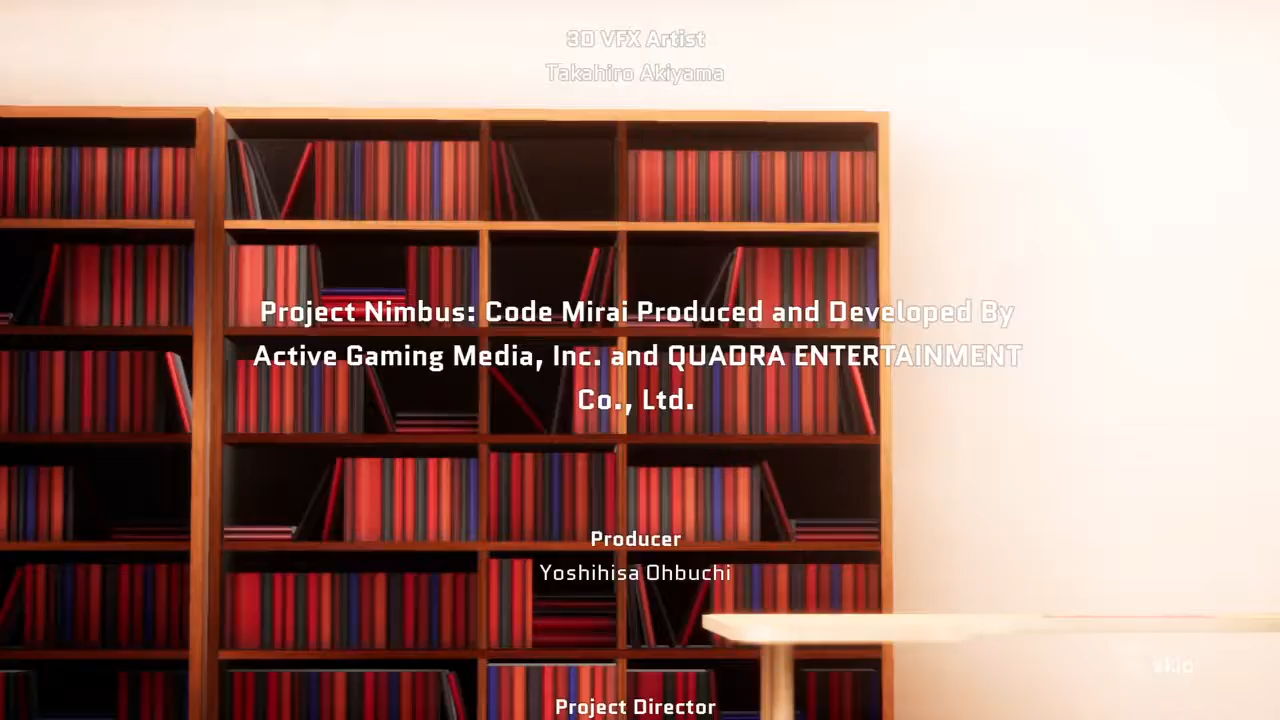 3D VFX Artist
Takahiro Akiyama
Project Nimbus: Code Mirai Produced and Developed By
Active Gaming Media, Inc. and QUADRA ENTERTAINMENT
Co., Ltd.
Producer
Yoshihisa Ohbuchi
skip
Project Director